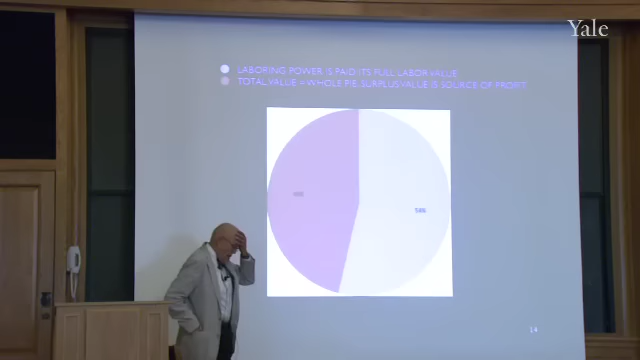 Yale
LABORING POWER IS PAID ITS FULL LABOR VALUE
TOTAL VALUE = WHOLE PIE. SURPLUS VALUE IS SOURCE OF PROFIT
54%
14